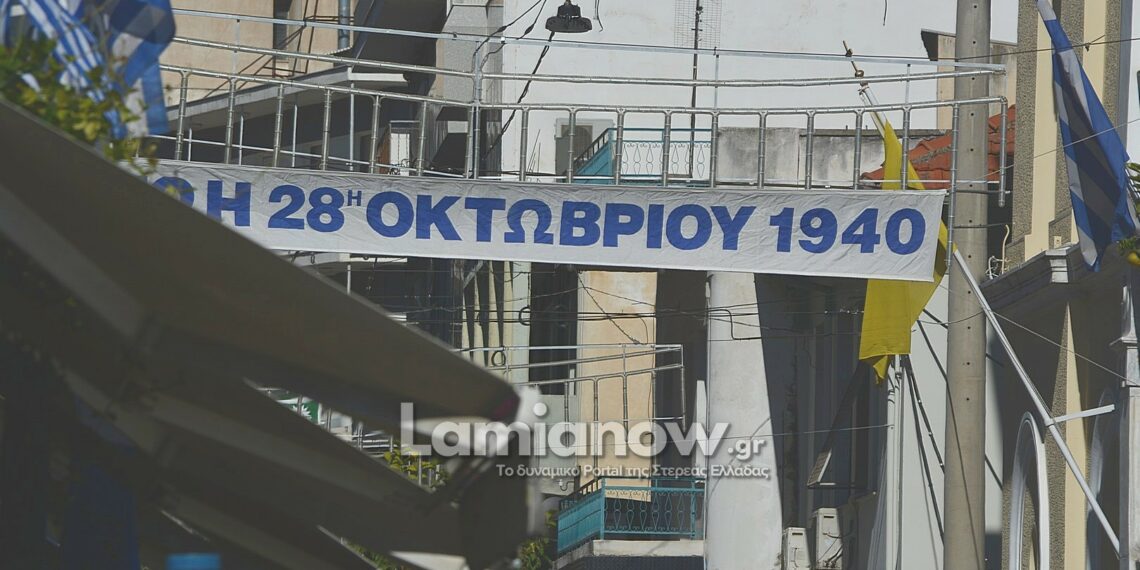 Η 28Η ΟΚΤΩΒΡΙΟΥ 1940
Lamianow.gr
Το δυναμικό Portal της Στερεάς Ελλάδας